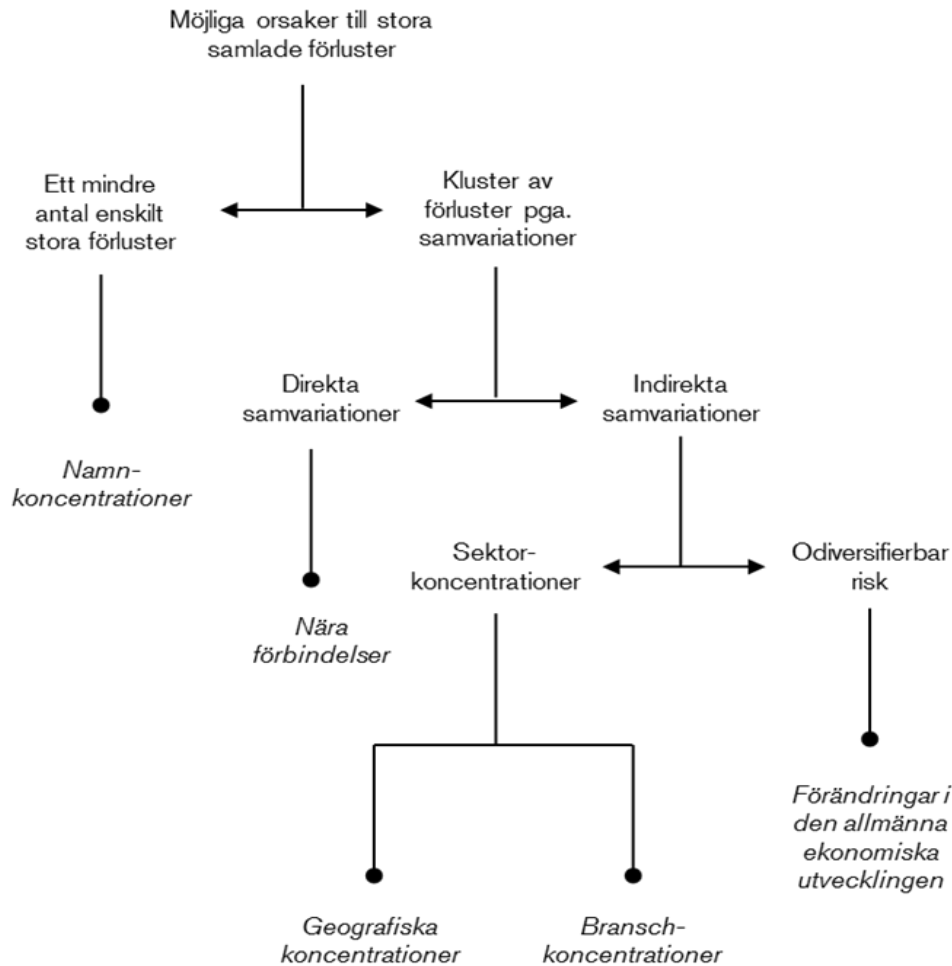 Möjliga orsaker till stora
samlade förluster
Ett mindre
antal enskilt
stora förluster
Kluster av
förluster pga.
samvariationer
Direkta
samvariationer
Indirekta
samvariationer
Namn-
koncentrationer
Sektor-
koncentrationer
Odiversifierbar
risk
Nära
förbindelser
Förändringar i
den allmänna
ekonomiska
utvecklingen
Geografiska
koncentrationer
Bransch-
koncentrationer